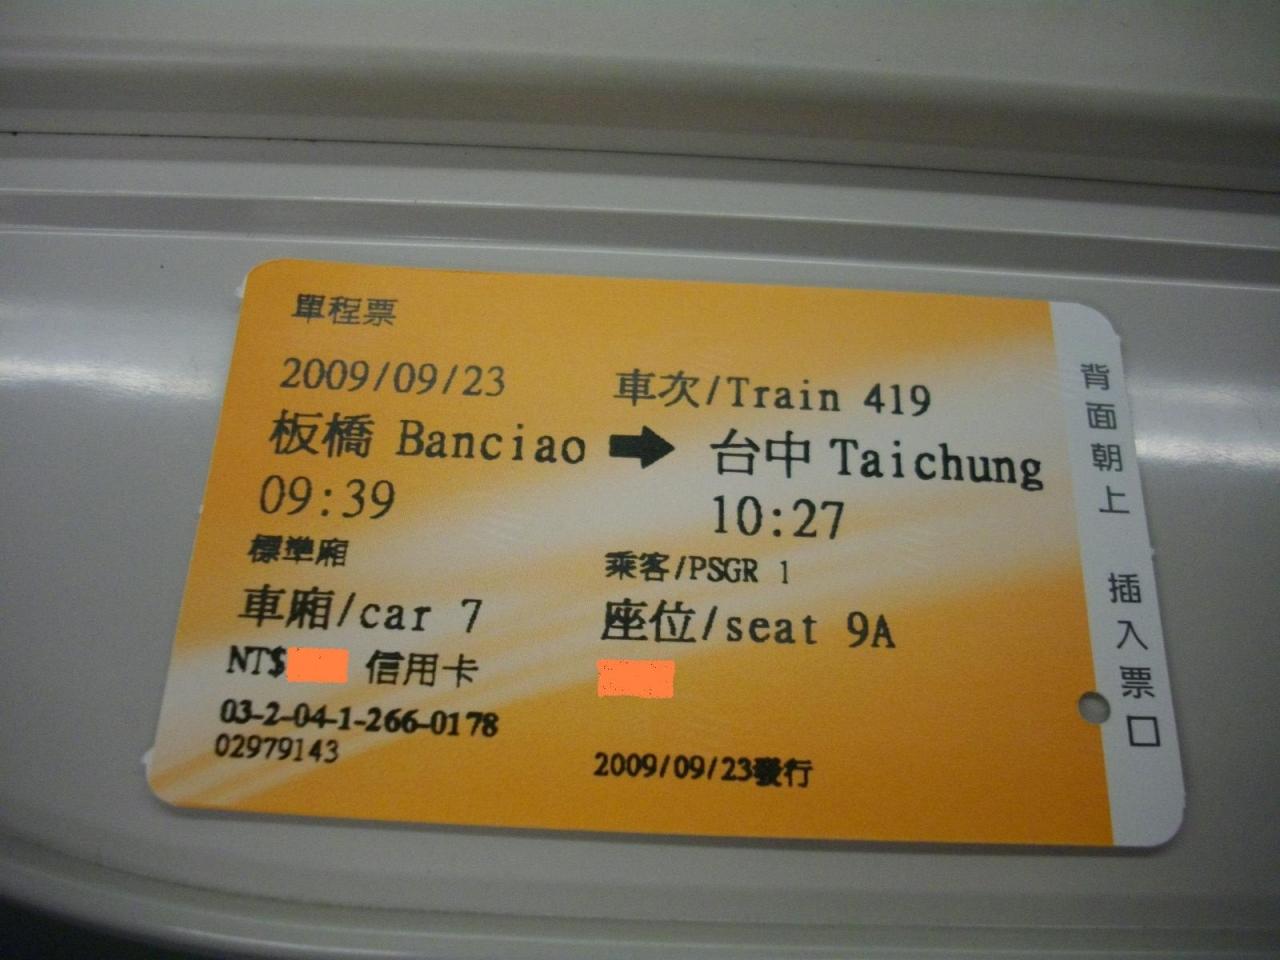 單程票
2009/09/23 車次/Train 419
板橋 Banciao → 台中 Taichung
09:39 10:27
標準廂 乘客/PSGR 1
車廂/car 7 座位/seat 9A
NT$ 信用卡
03-2-04-1-266-0178
02979143
2009/09/23發行
背面朝上 插入票口